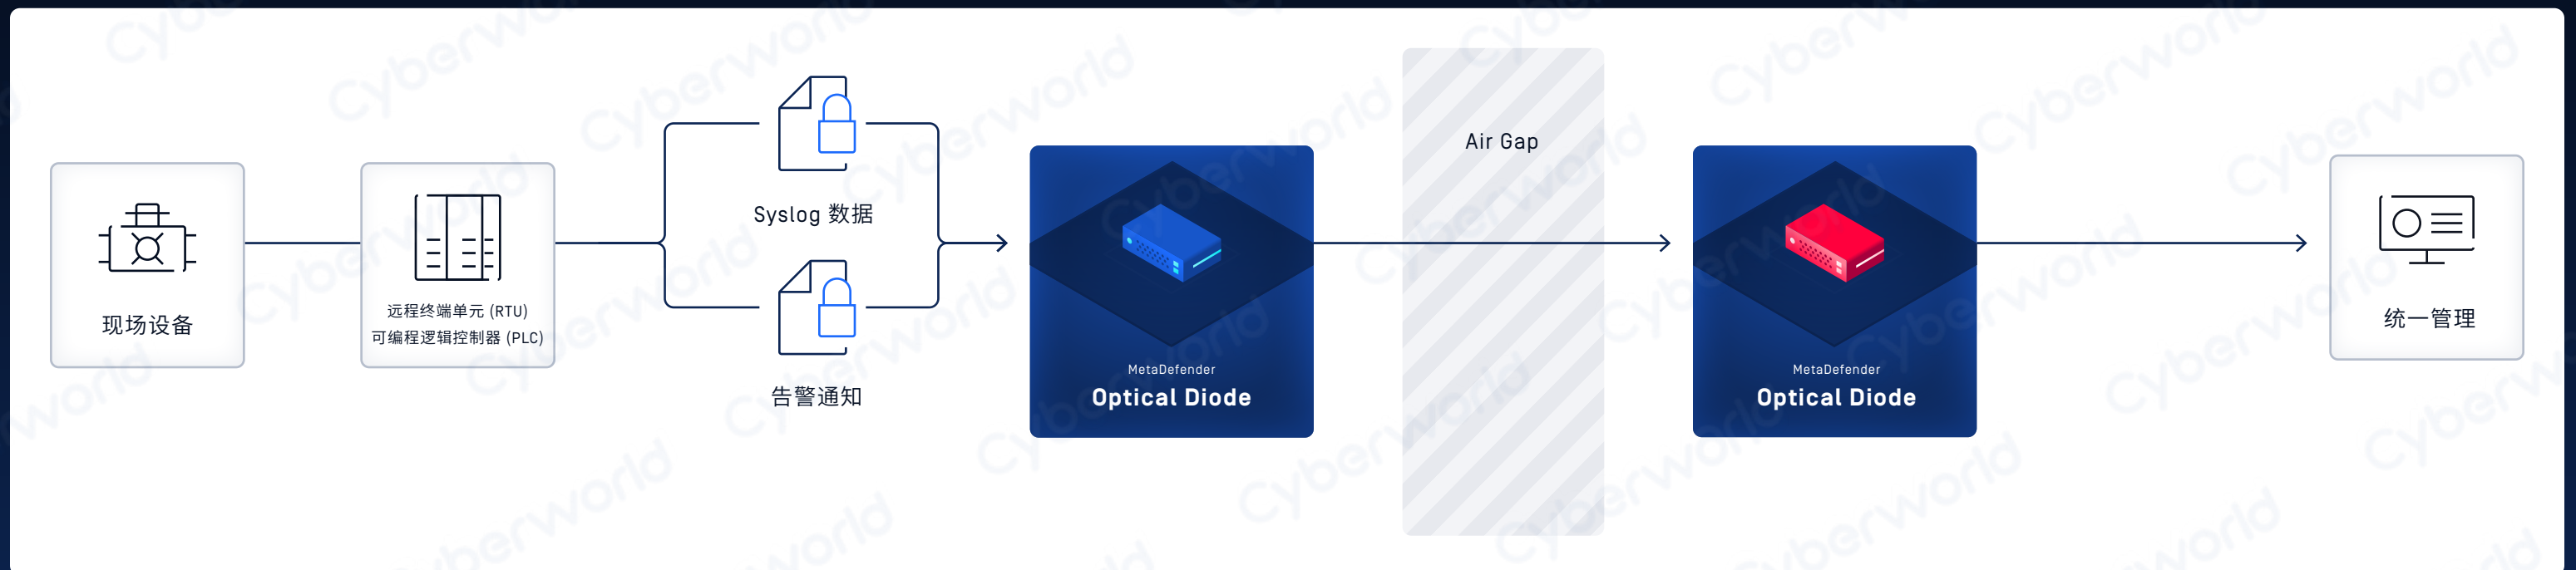 现场设备
远程终端单元 (RTU)
可编程逻辑控制器 (PLC)
Syslog 数据
告警通知
MetaDefender
Optical Diode
Air Gap
MetaDefender
Optical Diode
统一管理
Cyberworld